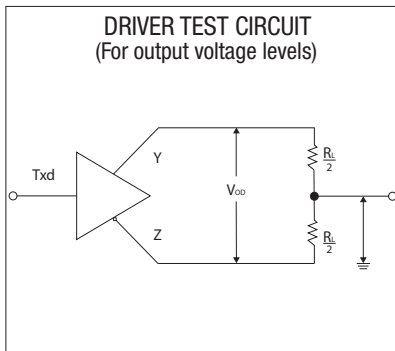 DRIVER TEST CIRCUIT
(For output voltage levels)
Txd
Y
VOD
RL
2
Z
RL
2